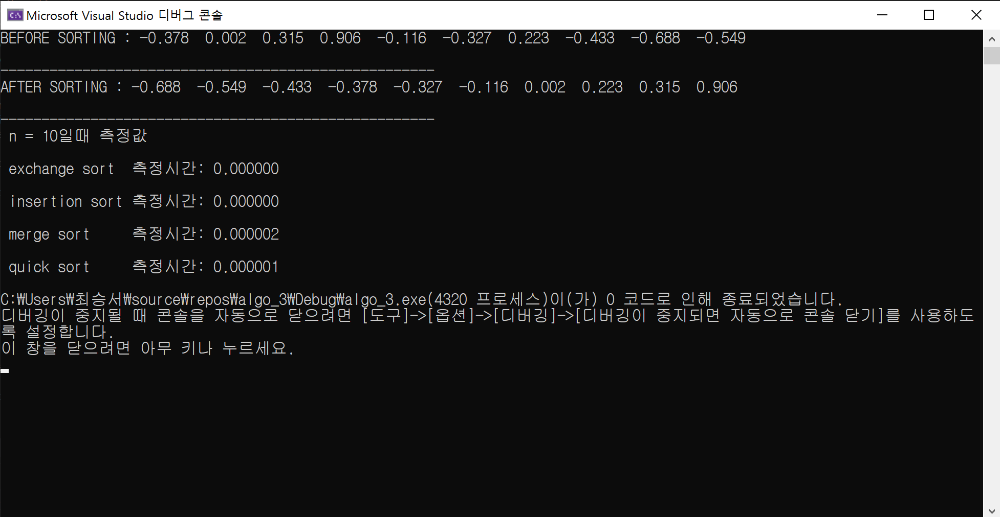 Microsoft Visual Studio 디버그 콘솔
BEFORE SORTING : -0.378  0.002  0.315  0.906  -0.116  -0.327  0.223  -0.433  -0.688  -0.549
_____________________________________________________
AFTER SORTING : -0.688  -0.549  -0.433  -0.378  -0.327  -0.116  0.002  0.223  0.315  0.906
_____________________________________________________
n = 10일때 측정값
exchange sort  측정시간: 0.000000
insertion sort 측정시간: 0.000000
merge sort     측정시간: 0.000002
quick sort     측정시간: 0.000001
C:₩Users₩최승서₩source₩repos₩algo_3₩Debug₩algo_3.exe(4320 프로세스)이(가) 0 코드로 인해 종료되었습니다.
디버깅이 중지될 때 콘솔을 자동으로 닫으려면 [도구]->[옵션]->[디버깅]->[디버깅이 중지되면 자동으로 콘솔 닫기]를 사용하도
록 설정합니다.
이 창을 닫으려면 아무 키나 누르세요.